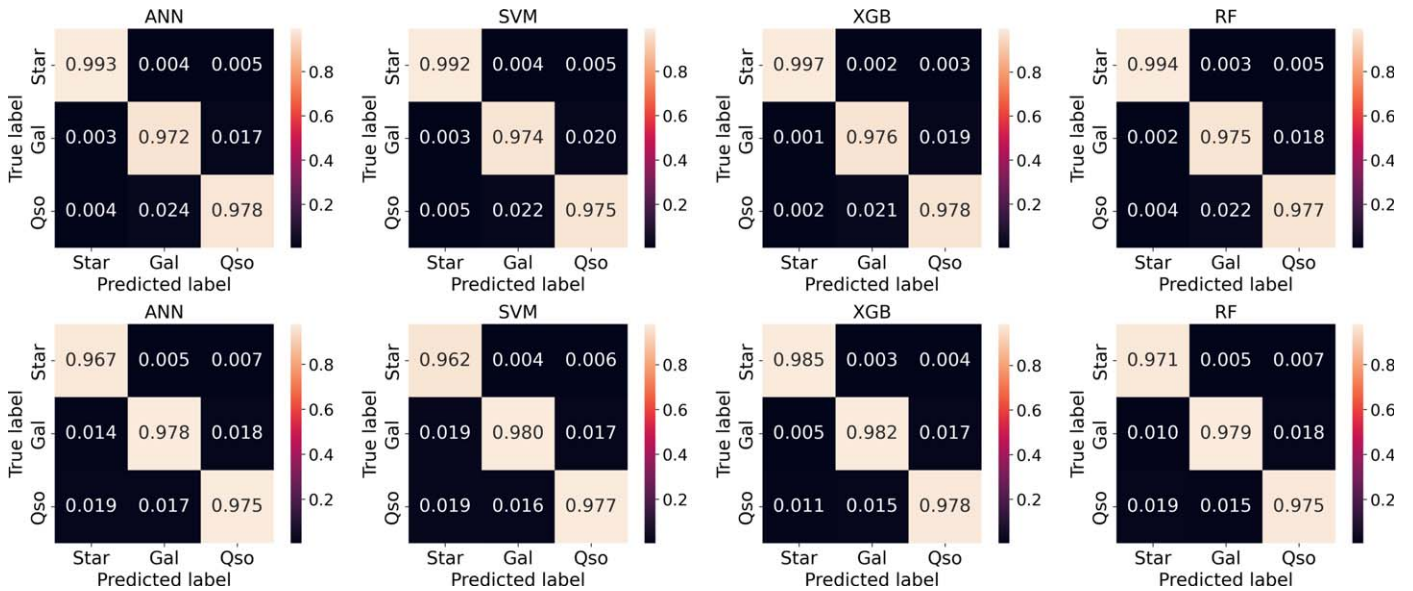 ANN SVM XGB RF
Star 0.993 0.004 0.005 0.8 Star 0.992 0.004 0.005 0.8 Star 0.997 0.002 0.003 0.8 Star 0.994 0.003 0.005 0.8
0.6 0.6 0.6 0.6
True label Gal 0.003 0.972 0.017 True label Gal 0.003 0.974 0.020 True label Gal 0.001 0.976 0.019 True label Gal 0.002 0.975 0.018
0.4 0.4 0.4 0.4
Qso 0.004 0.024 0.978 0.2 Qso 0.005 0.022 0.975 0.2 Qso 0.002 0.021 0.978 0.2 Qso 0.004 0.022 0.977 0.2
Star Gal Qso Star Gal Qso Star Gal Qso Star Gal Qso
Predicted label Predicted label Predicted label Predicted label
ANN SVM XGB RF
Star 0.967 0.005 0.007 0.8 Star 0.962 0.004 0.006 0.8 Star 0.985 0.003 0.004 0.8 Star 0.971 0.005 0.007 0.8
0.6 0.6 0.6 0.6
True label Gal 0.014 0.978 0.018 True label Gal 0.019 0.980 0.017 True label Gal 0.005 0.982 0.017 True label Gal 0.010 0.979 0.018
0.4 0.4 0.4 0.4
Qso 0.019 0.017 0.975 0.2 Qso 0.019 0.016 0.977 0.2 Qso 0.011 0.015 0.978 0.2 Qso 0.019 0.015 0.975 0.2
Star Gal Qso Star Gal Qso Star Gal Qso Star Gal Qso
Predicted label Predicted label Predicted label Predicted label